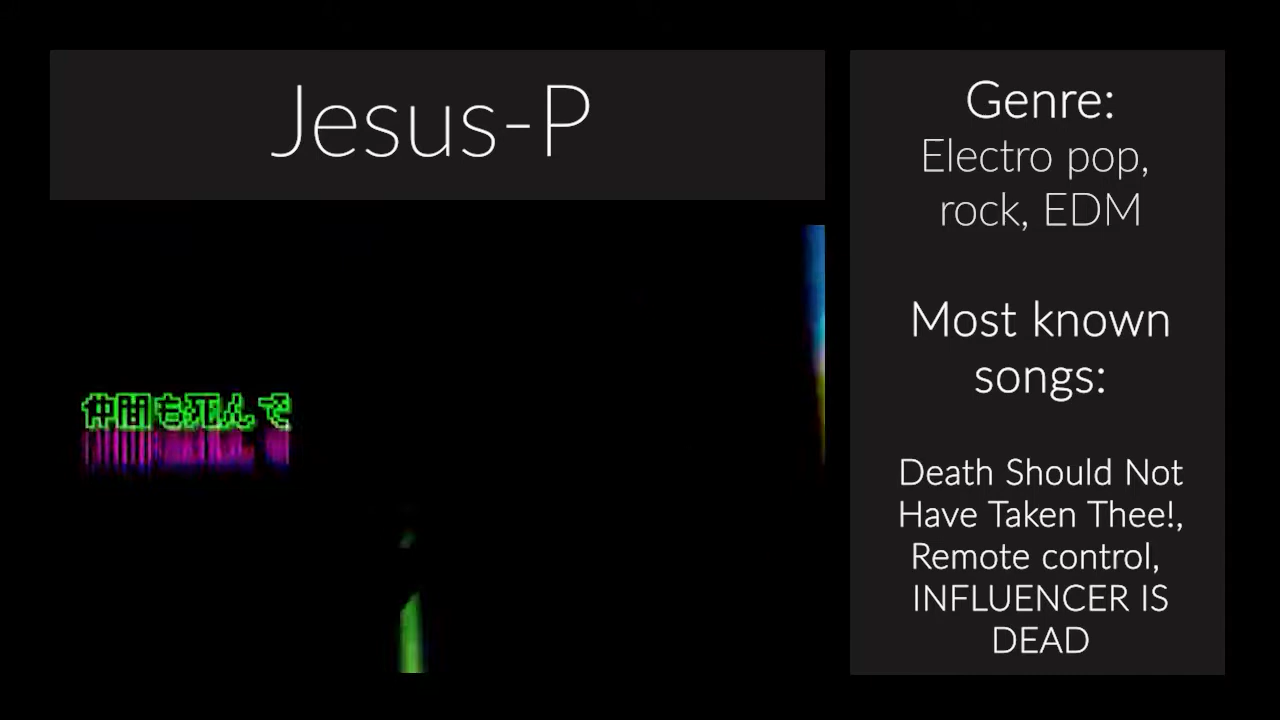 Jesus-P
Genre:
Electro pop,
rock, EDM
Most known
songs:
Death Should Not
Have Taken Thee!,
Remote control,
INFLUENCER IS
DEAD
仲間も死んで